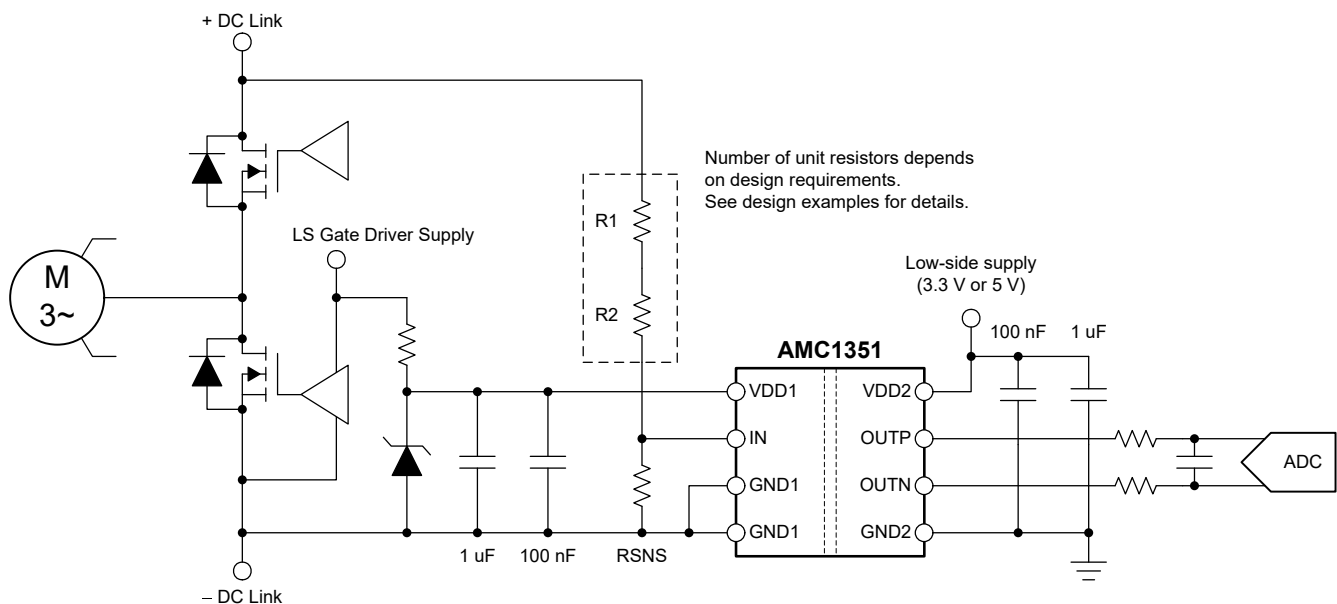 + DC Link
Number of unit resistors depends
on design requirements.
See design examples for details.
R1
LS Gate Driver Supply
M
3~
R2
Low-side supply
(3.3 V or 5 V)
100 nF
1 uF
AMC1351
VDD1
VDD2
IN
OUTP
GND1
OUTN
GND1
GND2
ADC
1 uF
100 nF
RSNS
– DC Link